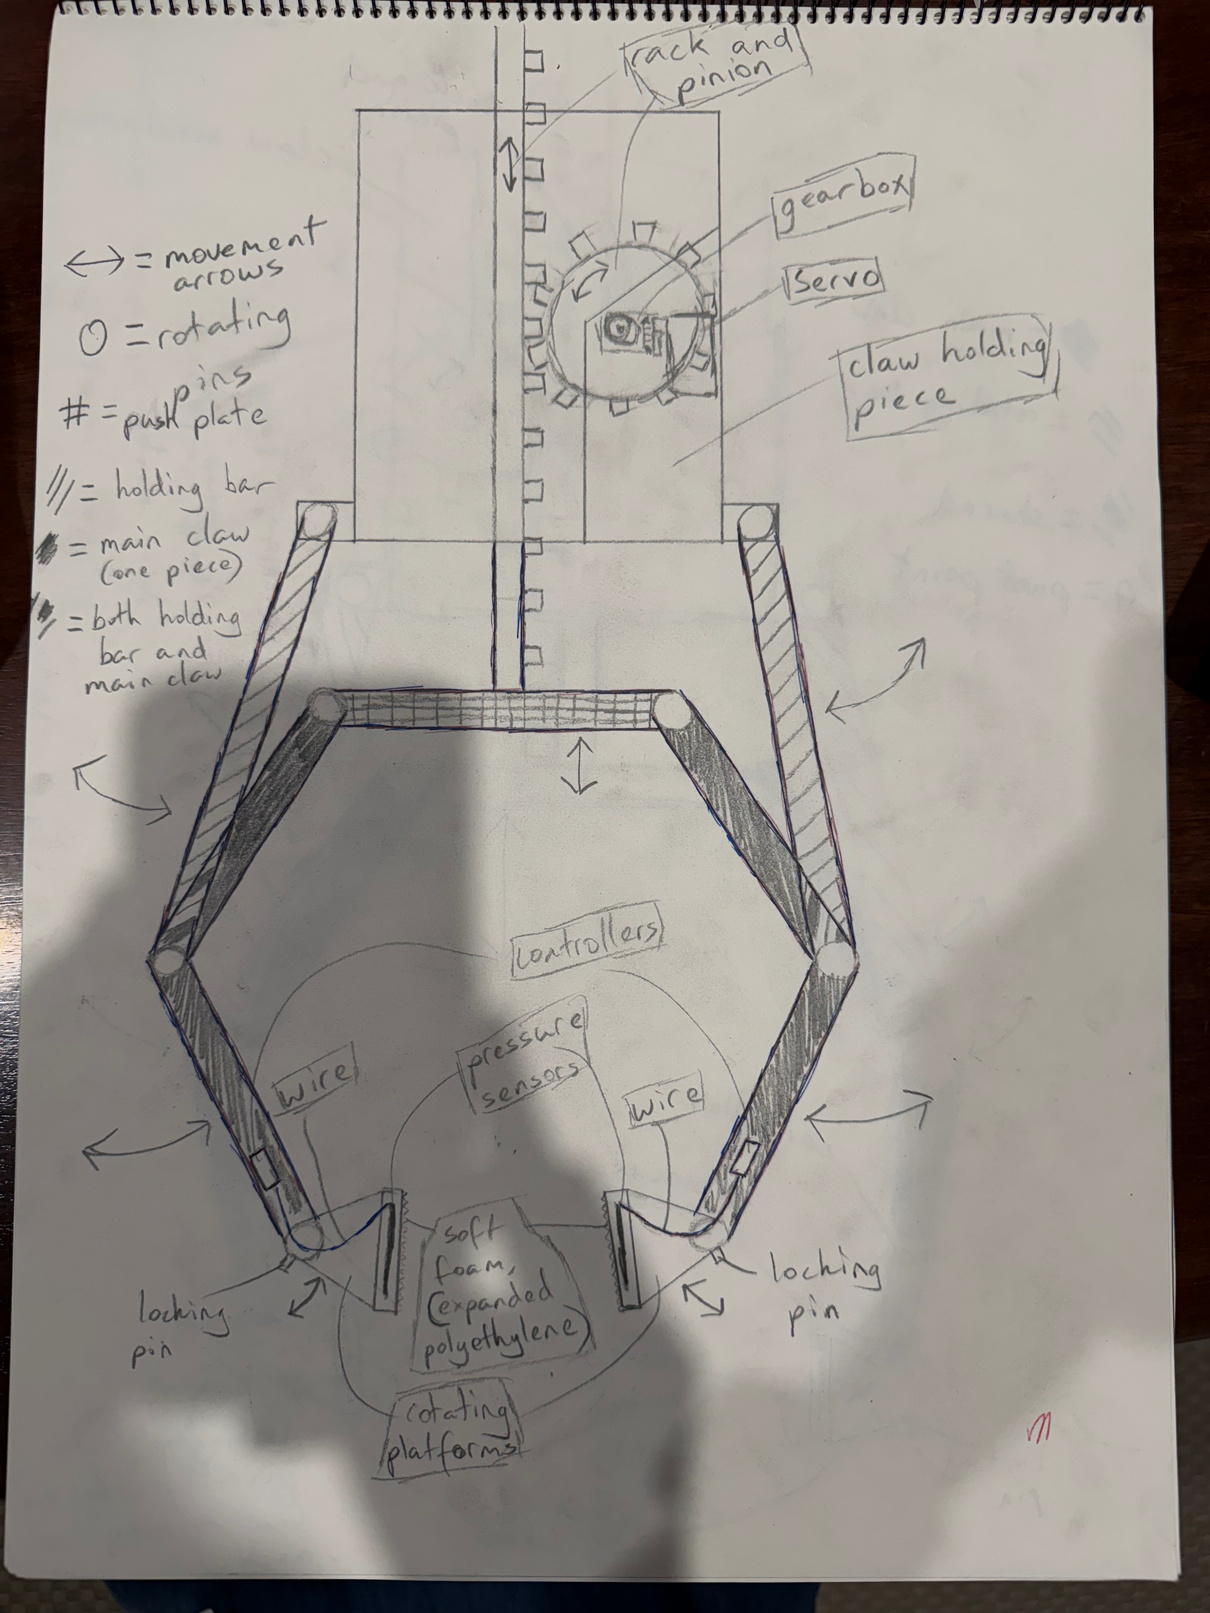 rack and
pinion
gearbox
servo
claw holding
piece
↔ = movement
arrows
O = rotating
pins
# = push plate
/// = holding bar
= main claw
(one piece)
= both holding
bar and
main claw
controllers
pressure
sensors
wire
wire
soft
foam,
(expanded
polyethylene)
locking
pin
locking
pin
rotating
platforms